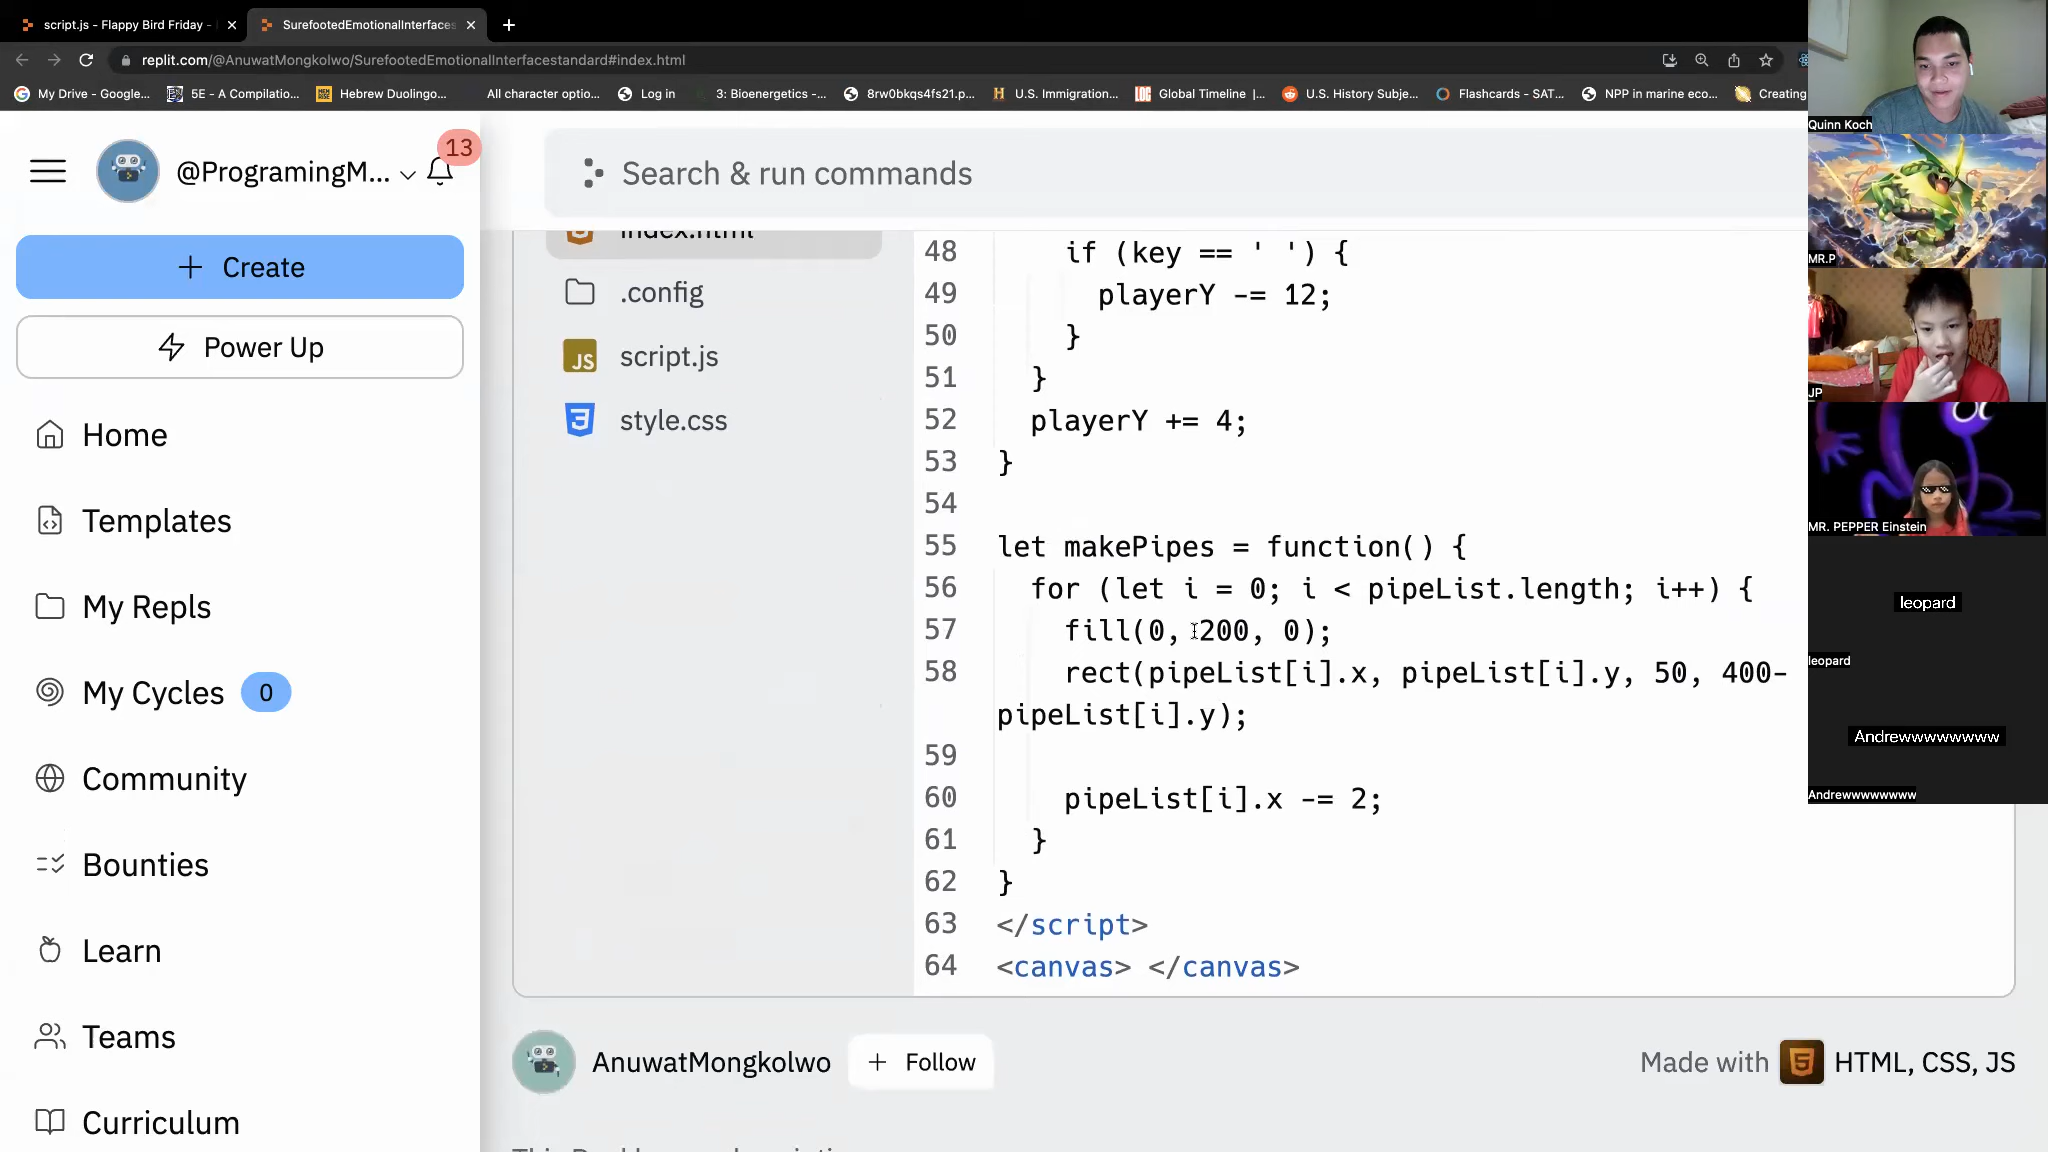 script.js - Flappy Bird Friday -
SurefootedEmotionalInterfaces
replit.com/@AnuwatMongkolwo/SurefootedEmotionalInterfacestandard#index.html
My Drive - Google...
5E - A Compilatio...
Hebrew Duolingo...
All character optio...
Log in
3: Bioenergetics -...
8rw0bkqs4fs21.p...
U.S. Immigration...
Global Timeline |...
U.S. History Subje...
Flashcards - SAT...
NPP in marine eco...
Creating
@ProgramingM...
13
Search & run commands
+ Create
Power Up
Home
Templates
My Repls
My Cycles 0
Community
Bounties
Learn
Teams
Curriculum
index.html
.config
script.js
style.css
48 if (key == ' ') {
49 playerY -= 12;
50 }
51 }
52 playerY += 4;
53 }
54
55 let makePipes = function() {
56 for (let i = 0; i < pipeList.length; i++) {
57 fill(0, 200, 0);
58 rect(pipeList[i].x, pipeList[i].y, 50, 400-
pipeList[i].y);
59
60 pipeList[i].x -= 2;
61 }
62 }
63 </script>
64 <canvas> </canvas>
AnuwatMongkolwo
+ Follow
Made with HTML, CSS, JS
Quinn Koch
MR.P
JP
MR. PEPPER Einstein
leopard
leopard
Andrewwwwwwww
Andrewwwwwwww